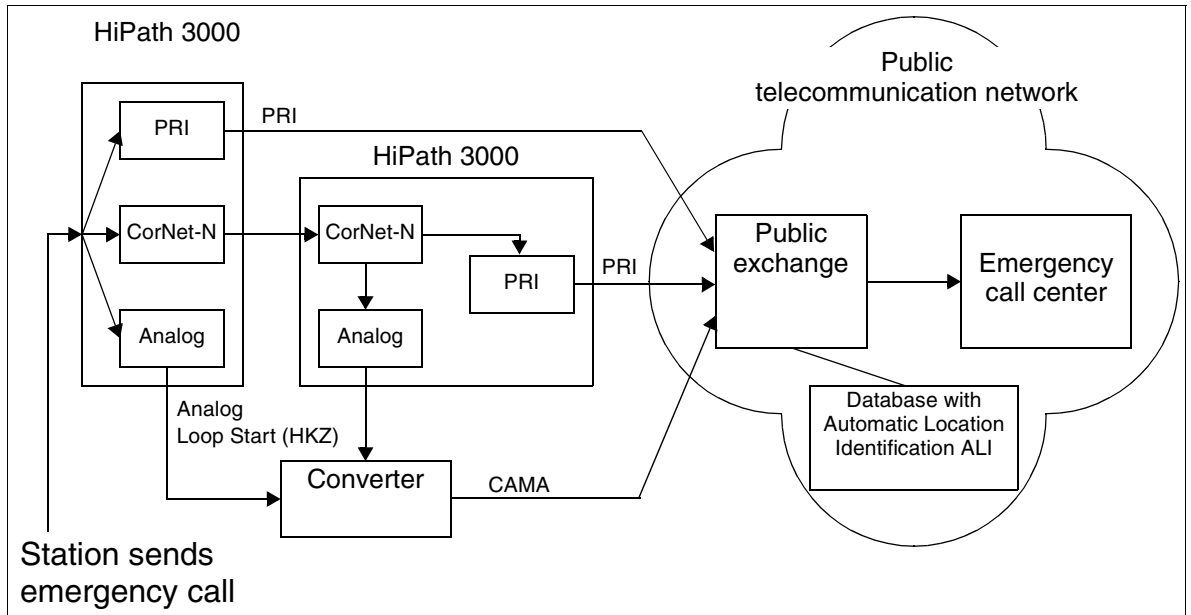 HiPath 3000
Public
telecommunication network
PRI
PRI
HiPath 3000
CorNet-N
CorNet-N
Public
exchange
Emergency
call center
PRI
PRI
Analog
Analog
Database with
Automatic Location
Identification ALI
Analog
Loop Start (HKZ)
Converter
CAMA
Station sends
emergency call